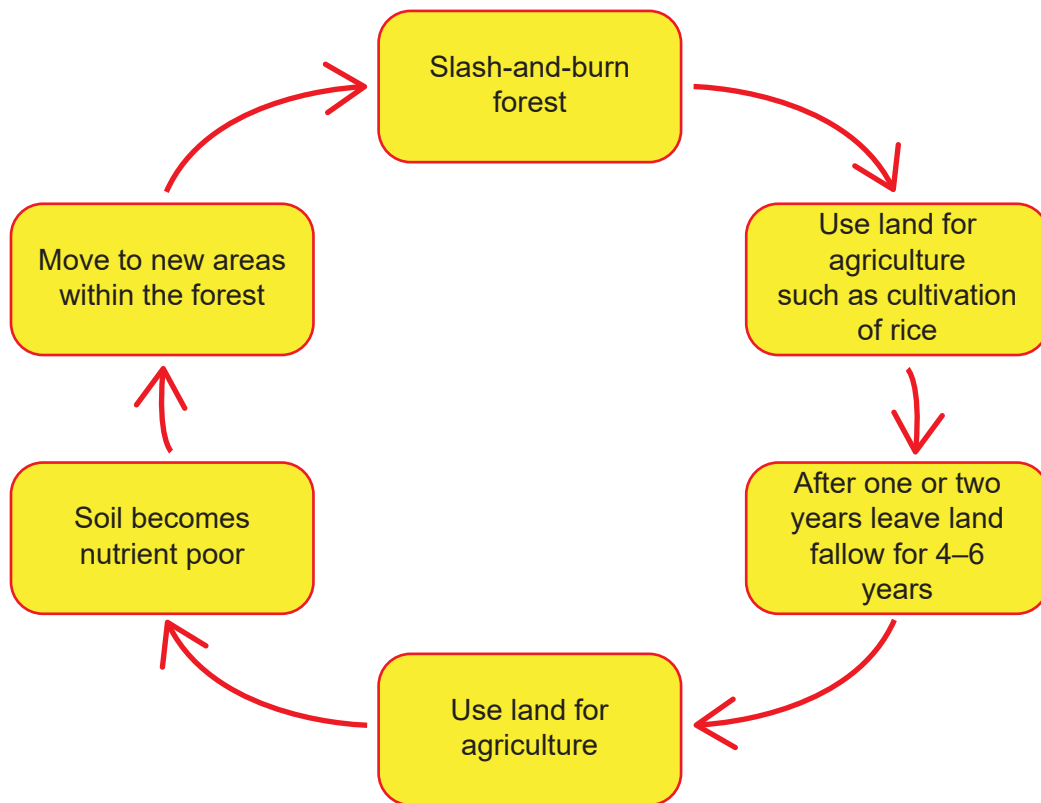 Slash-and-burn
forest
Use land for
agriculture
such as cultivation
of rice
After one or two
years leave land
fallow for 4–6
years
Use land for
agriculture
Soil becomes
nutrient poor
Move to new areas
within the forest